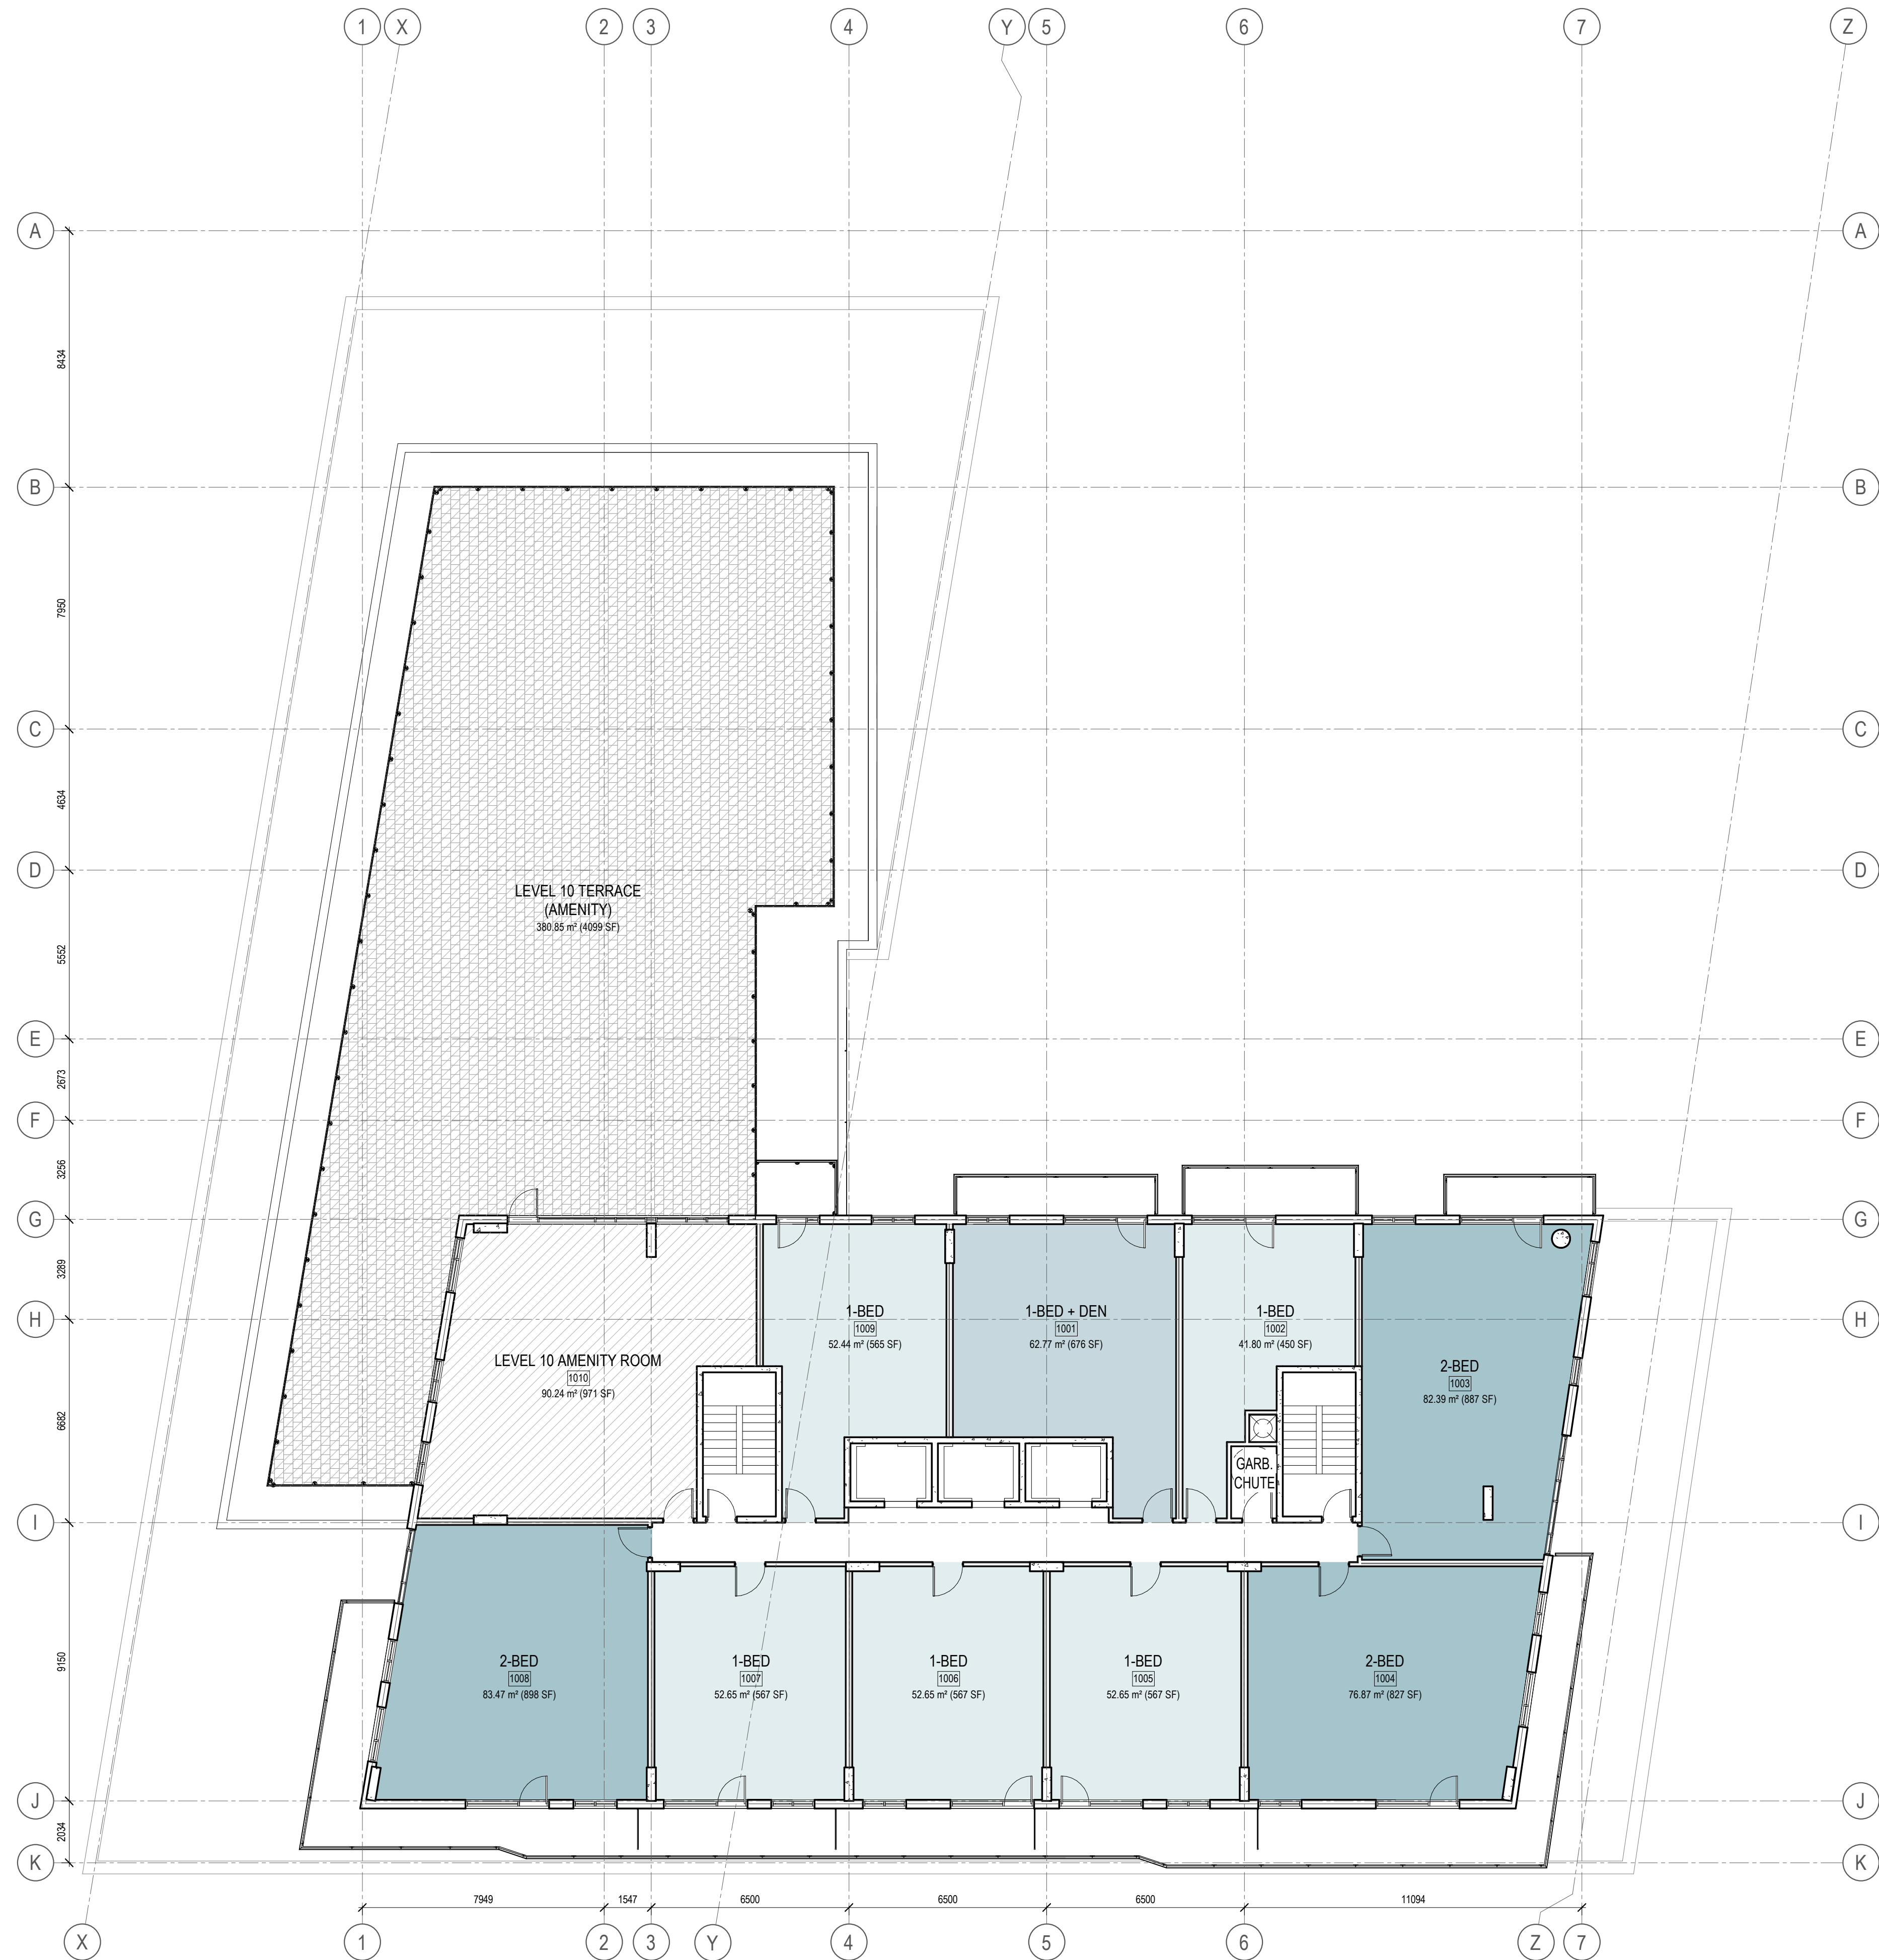 1 X 2 3 4 Y 5 6 7 Z
A A
8434
B B
7950
C C
4634
D D
LEVEL 10 TERRACE
(AMENITY)
380.85 m² (4099 SF)
5552
E E
2673
F F
3256
G G
3289
1-BED
1009
52.44 m² (565 SF)
1-BED + DEN
1001
62.77 m² (676 SF)
1-BED
1002
41.80 m² (450 SF)
H H
LEVEL 10 AMENITY ROOM
1010
90.24 m² (971 SF)
2-BED
1003
82.39 m² (887 SF)
6682
GARB.
CHUTE
I I
9150
2-BED
1008
83.47 m² (898 SF)
1-BED
1007
52.65 m² (567 SF)
1-BED
1006
52.65 m² (567 SF)
1-BED
1005
52.65 m² (567 SF)
2-BED
1004
76.87 m² (827 SF)
J J
2034
K K
7949 1547 6500 6500 6500 11094
X 1 2 3 Y 4 5 6 Z 7